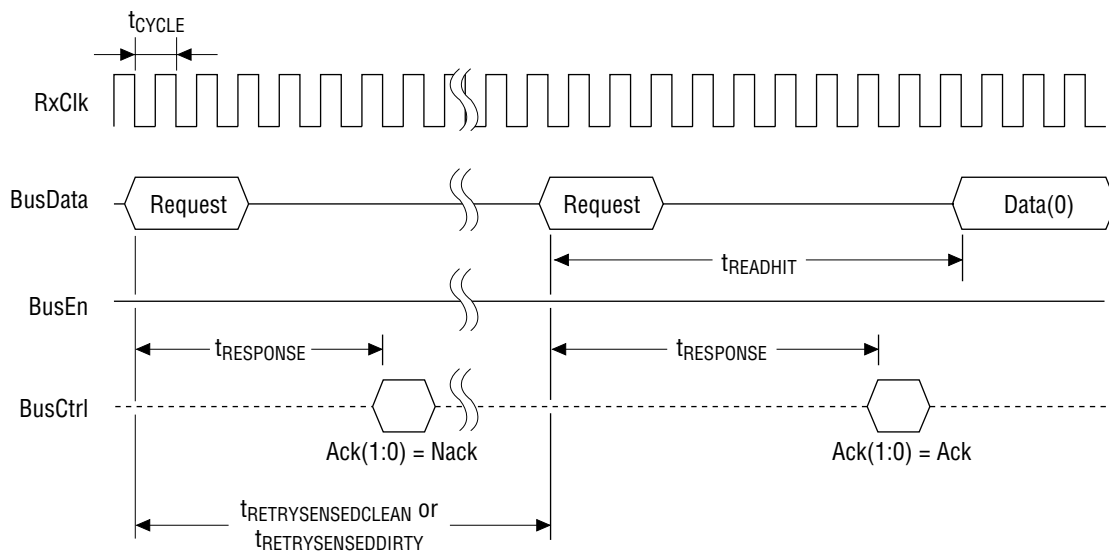 tCYCLE
RxClk
BusData
Request
Request
Data(0)
tREADHIT
BusEn
tRESPONSE
tRESPONSE
BusCtrl
Ack(1:0) = Nack
Ack(1:0) = Ack
tRETRYSENSEDCLEAN or
tRETRYSENSEDDIRTY